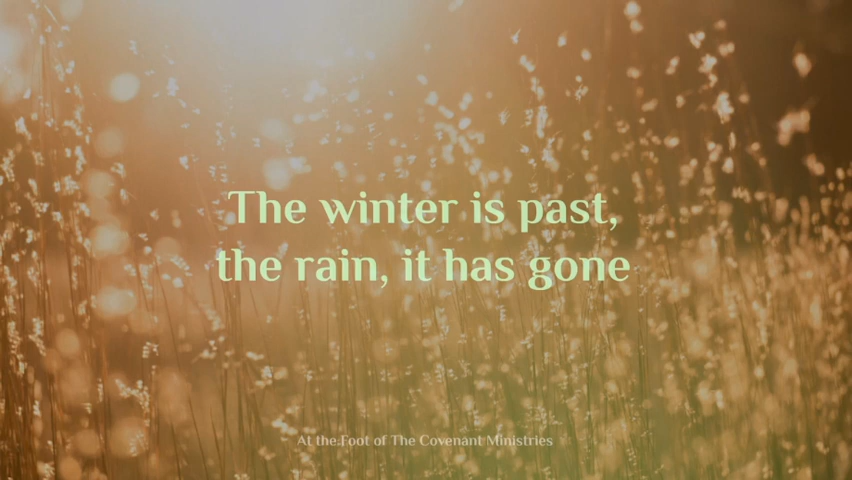 The winter is past,
the rain, it has gone
At the Foot of The Covenant Ministries